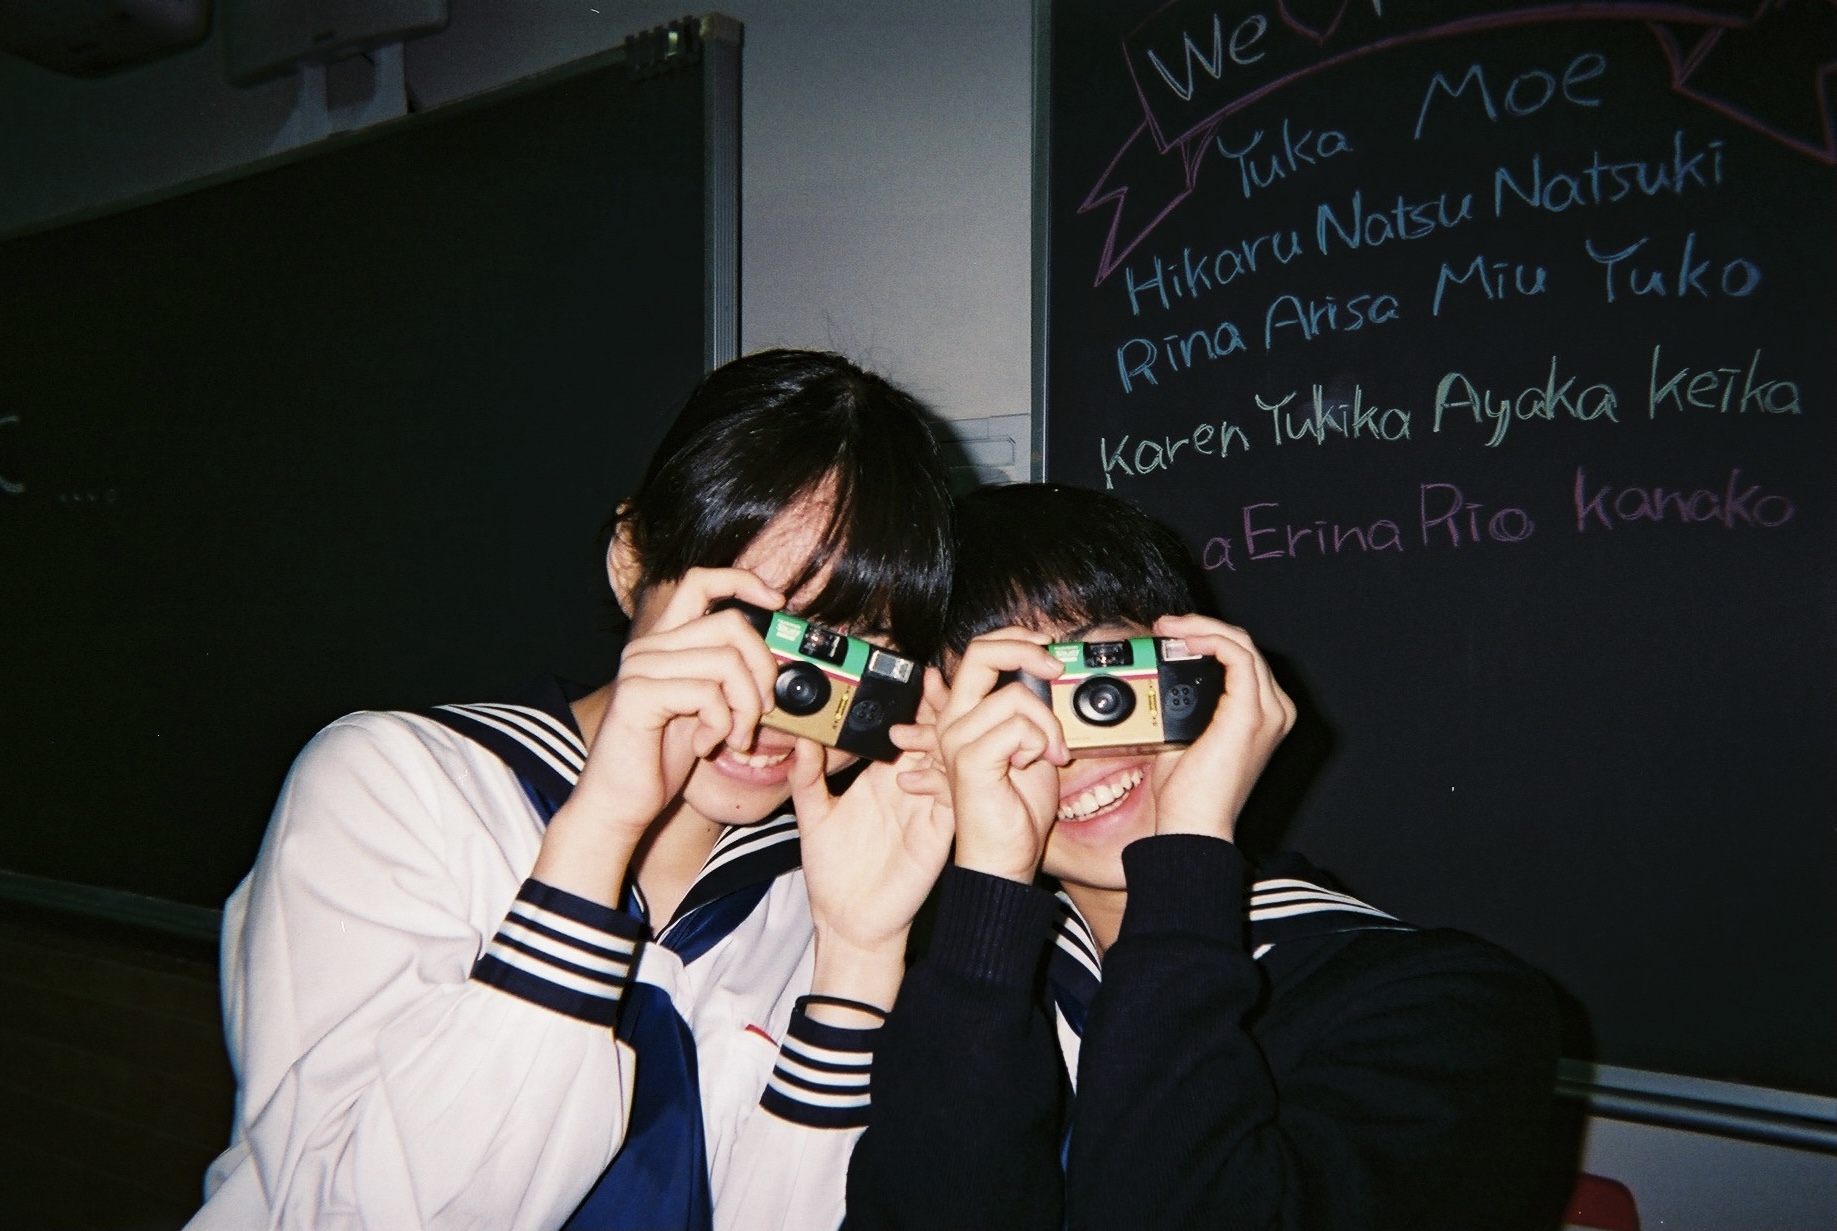 We
Yuka Moe
Hikaru Natsu Natsuki
Rina Arisa Miu Yuko
Karen Yukika Ayaka Keika
a Erina Rio Kanako